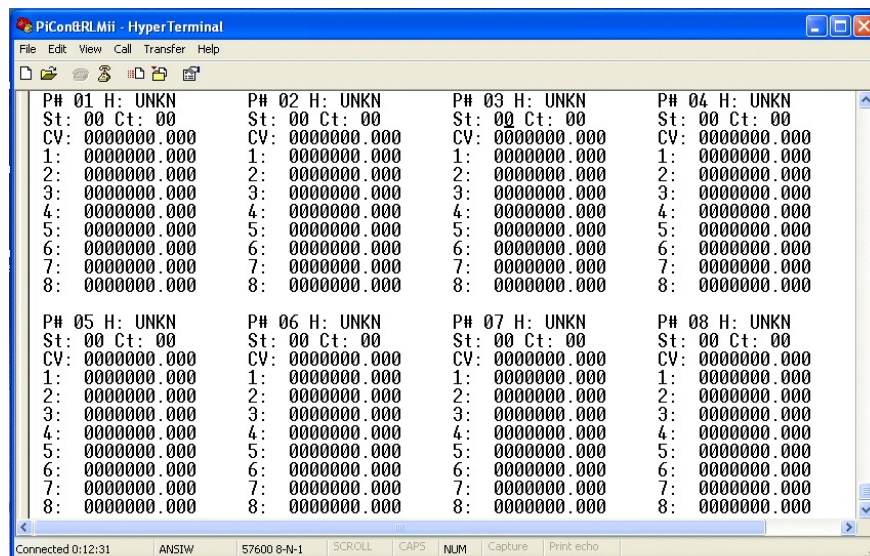 PiCon&RLMii - HyperTerminal
File Edit View Call Transfer Help
P# 01 H: UNKN P# 02 H: UNKN P# 03 H: UNKN P# 04 H: UNKN
St: 00 Ct: 00 St: 00 Ct: 00 St: 00 Ct: 00 St: 00 Ct: 00
CV: 0000000.000 CV: 0000000.000 CV: 0000000.000 CV: 0000000.000
1: 0000000.000 1: 0000000.000 1: 0000000.000 1: 0000000.000
2: 0000000.000 2: 0000000.000 2: 0000000.000 2: 0000000.000
3: 0000000.000 3: 0000000.000 3: 0000000.000 3: 0000000.000
4: 0000000.000 4: 0000000.000 4: 0000000.000 4: 0000000.000
5: 0000000.000 5: 0000000.000 5: 0000000.000 5: 0000000.000
6: 0000000.000 6: 0000000.000 6: 0000000.000 6: 0000000.000
7: 0000000.000 7: 0000000.000 7: 0000000.000 7: 0000000.000
8: 0000000.000 8: 0000000.000 8: 0000000.000 8: 0000000.000
P# 05 H: UNKN P# 06 H: UNKN P# 07 H: UNKN P# 08 H: UNKN
St: 00 Ct: 00 St: 00 Ct: 00 St: 00 Ct: 00 St: 00 Ct: 00
CV: 0000000.000 CV: 0000000.000 CV: 0000000.000 CV: 0000000.000
1: 0000000.000 1: 0000000.000 1: 0000000.000 1: 0000000.000
2: 0000000.000 2: 0000000.000 2: 0000000.000 2: 0000000.000
3: 0000000.000 3: 0000000.000 3: 0000000.000 3: 0000000.000
4: 0000000.000 4: 0000000.000 4: 0000000.000 4: 0000000.000
5: 0000000.000 5: 0000000.000 5: 0000000.000 5: 0000000.000
6: 0000000.000 6: 0000000.000 6: 0000000.000 6: 0000000.000
7: 0000000.000 7: 0000000.000 7: 0000000.000 7: 0000000.000
8: 0000000.000 8: 0000000.000 8: 0000000.000 8: 0000000.000
Connected 0:12:31 ANSIW 57600 8-N-1 SCROLL CAPS NUM Capture Print echo